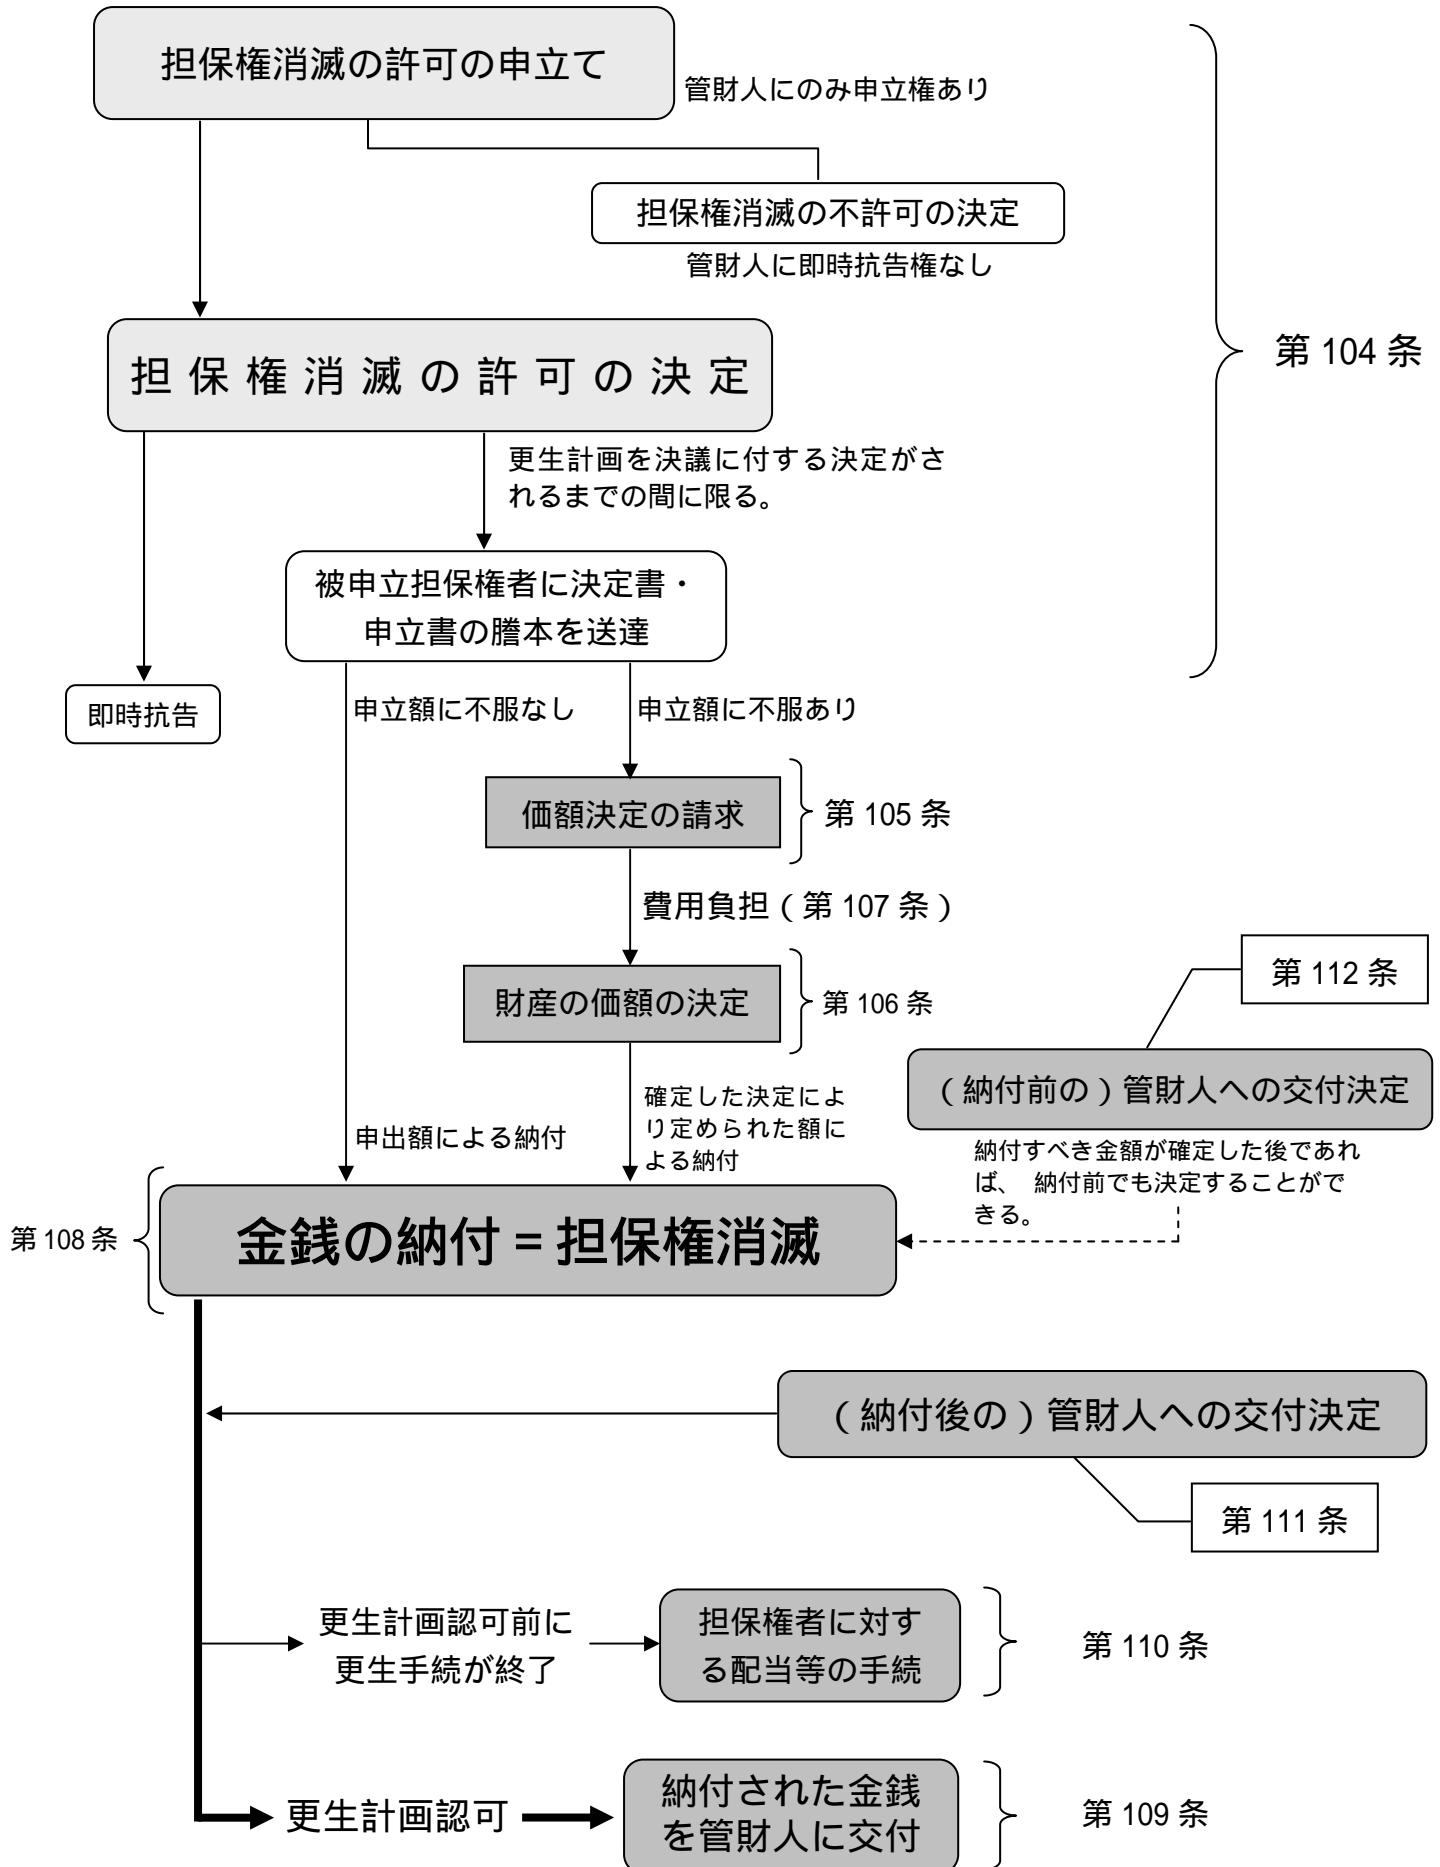 担保権消滅の許可の申立て
管財人にのみ申立権あり
担保権消滅の不許可の決定
管財人に即時抗告権なし
第 104 条
担保権消滅の許可の決定
更生計画を決議に付する決定がさ
れるまでの間に限る。
被申立担保権者に決定書・
申立書の謄本を送達
即時抗告
申立額に不服なし
申立額に不服あり
価額決定の請求
第 105 条
費用負担（第 107 条）
財産の価額の決定
第 106 条
第 112 条
（納付前の）管財人への交付決定
納付すべき金額が確定した後であれ
ば、 納付前でも決定することがで
きる。
申出額による納付
確定した決定によ
り定められた額に
よる納付
第 108 条
金銭の納付 = 担保権消滅
（納付後の）管財人への交付決定
第 111 条
更生計画認可前に
更生手続が終了
担保権者に対す
る配当等の手続
第 110 条
更生計画認可
納付された金銭
を管財人に交付
第 109 条